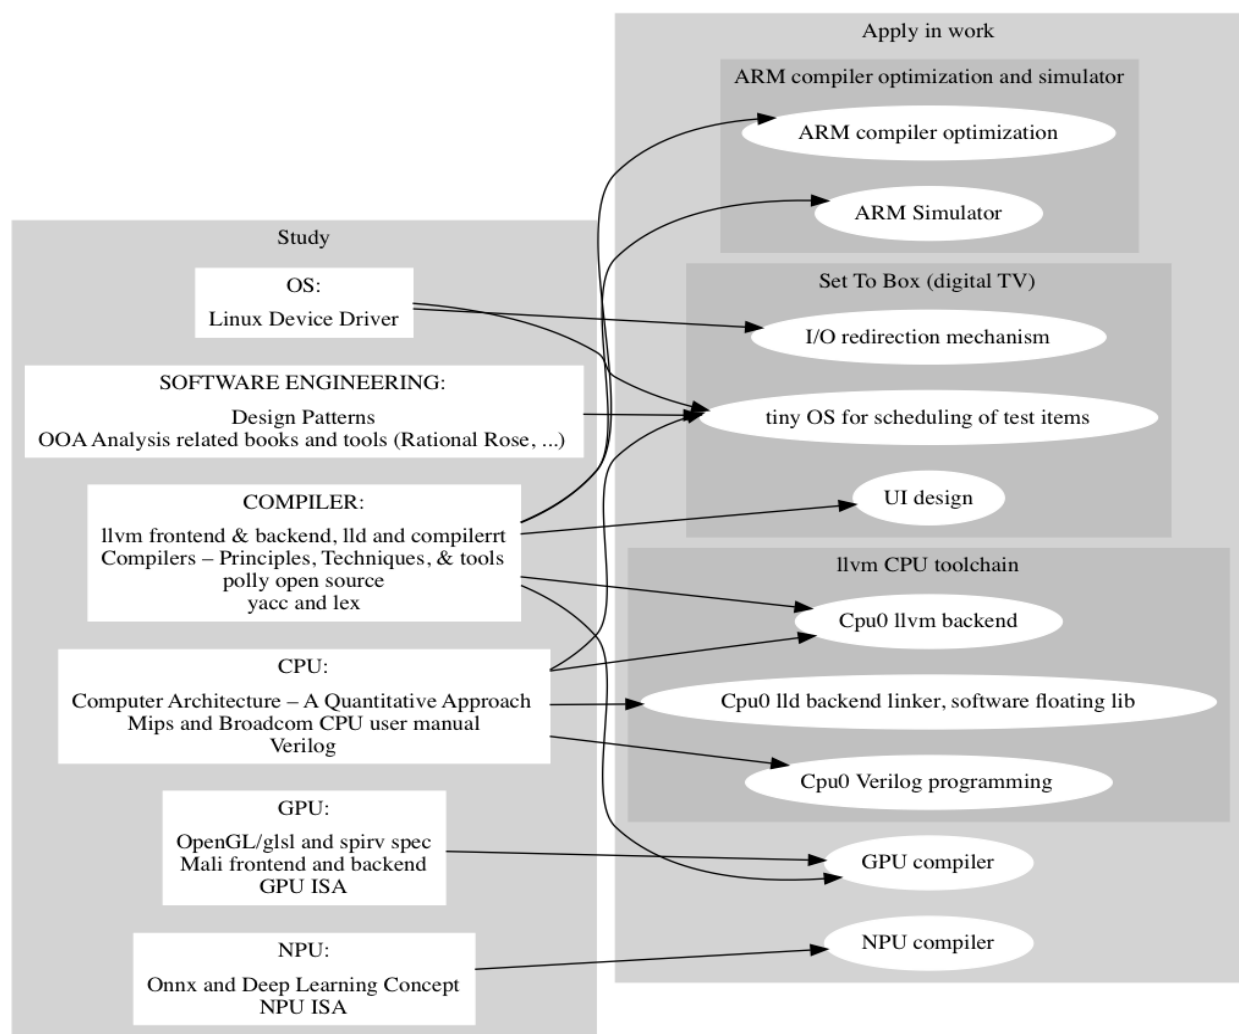 Study
OS:
Linux Device Driver
SOFTWARE ENGINEERING:
Design Patterns
OOA Analysis related books and tools (Rational Rose, ...)
COMPILER:
llvm frontend & backend, lld and compilerrt
Compilers – Principles, Techniques, & tools
polly open source
yacc and lex
CPU:
Computer Architecture – A Quantitative Approach
Mips and Broadcom CPU user manual
Verilog
GPU:
OpenGL/glsl and spirv spec
Mali frontend and backend
GPU ISA
NPU:
Onnx and Deep Learning Concept
NPU ISA
Apply in work
ARM compiler optimization and simulator
ARM compiler optimization
ARM Simulator
Set To Box (digital TV)
I/O redirection mechanism
tiny OS for scheduling of test items
UI design
llvm CPU toolchain
Cpu0 llvm backend
Cpu0 lld backend linker, software floating lib
Cpu0 Verilog programming
GPU compiler
NPU compiler